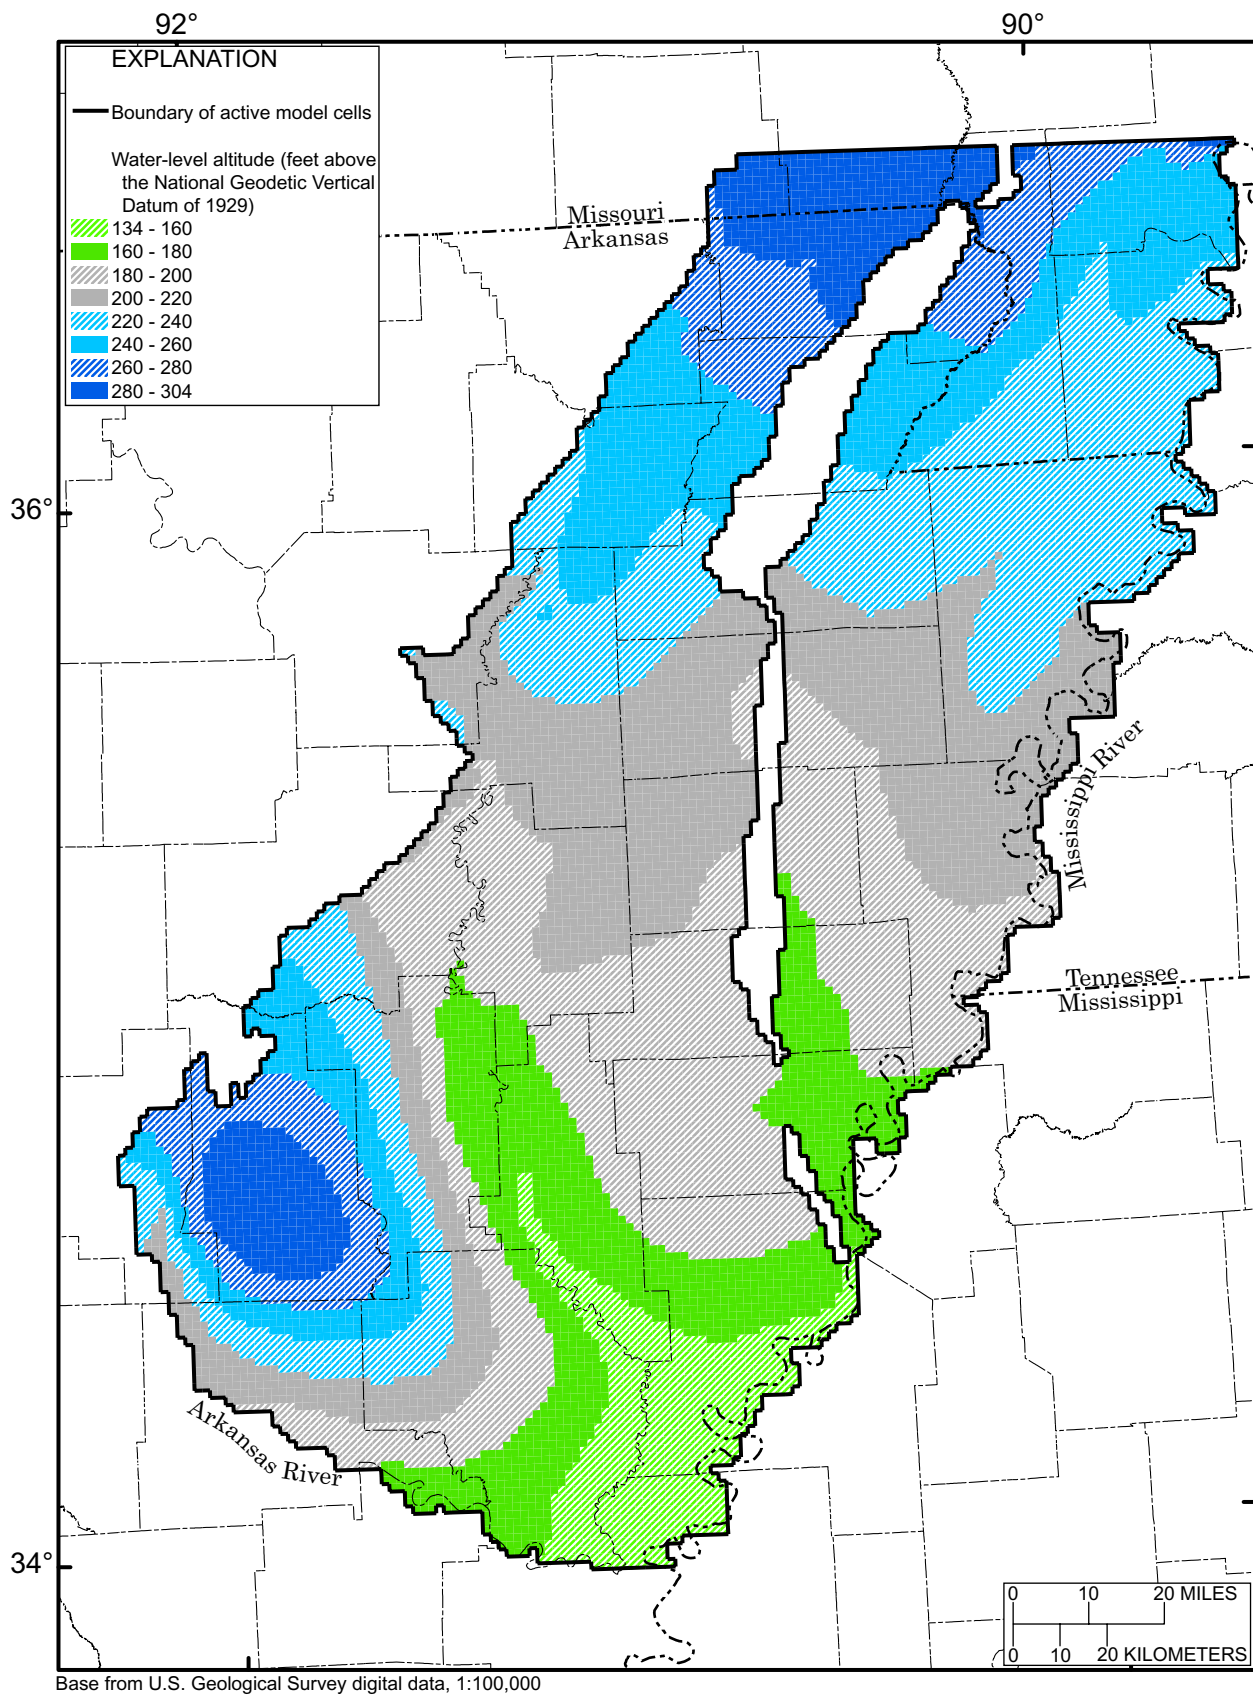 92°
90°
EXPLANATION
Boundary of active model cells
Water-level altitude (feet above
the National Geodetic Vertical
Datum of 1929)
134 - 160
160 - 180
180 - 200
200 - 220
220 - 240
240 - 260
260 - 280
280 - 304
Missouri
Arkansas
36°
Mississippi River
Tennessee
Mississippi
Arkansas River
34°
0 10 20 MILES
0 10 20 KILOMETERS
Base from U.S. Geological Survey digital data, 1:100,000